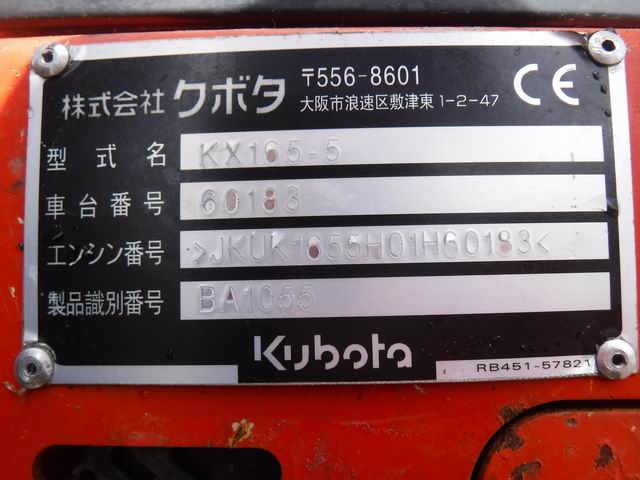 株式会社 クボタ 〒556-8601
大阪市浪速区敷津東1-2-47
CE
型式名 KX165-5
車台番号 60183
エンシン番号 >JKUK1655H01H60183<
製品識別番号 BA1055
Kubota
RB451-57821